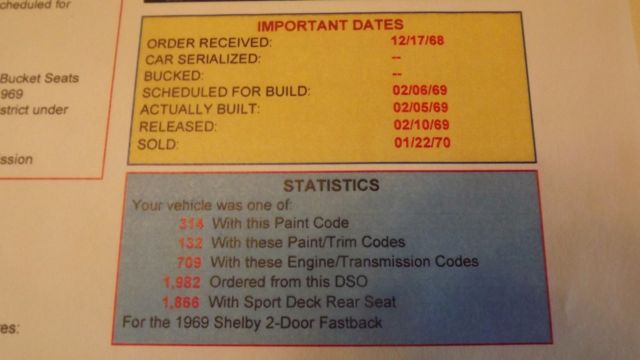 cheduled for
Bucket Seats
969
strict under
ssion
es:
IMPORTANT DATES
ORDER RECEIVED: 12/17/68
CAR SERIALIZED: --
BUCKED: --
SCHEDULED FOR BUILD: 02/06/69
ACTUALLY BUILT: 02/05/69
RELEASED: 02/10/69
SOLD: 01/22/70
STATISTICS
Your vehicle was one of:
314 With this Paint Code
132 With these Paint/Trim Codes
709 With these Engine/Transmission Codes
1,982 Ordered from this DSO
1,866 With Sport Deck Rear Seat
For the 1969 Shelby 2-Door Fastback